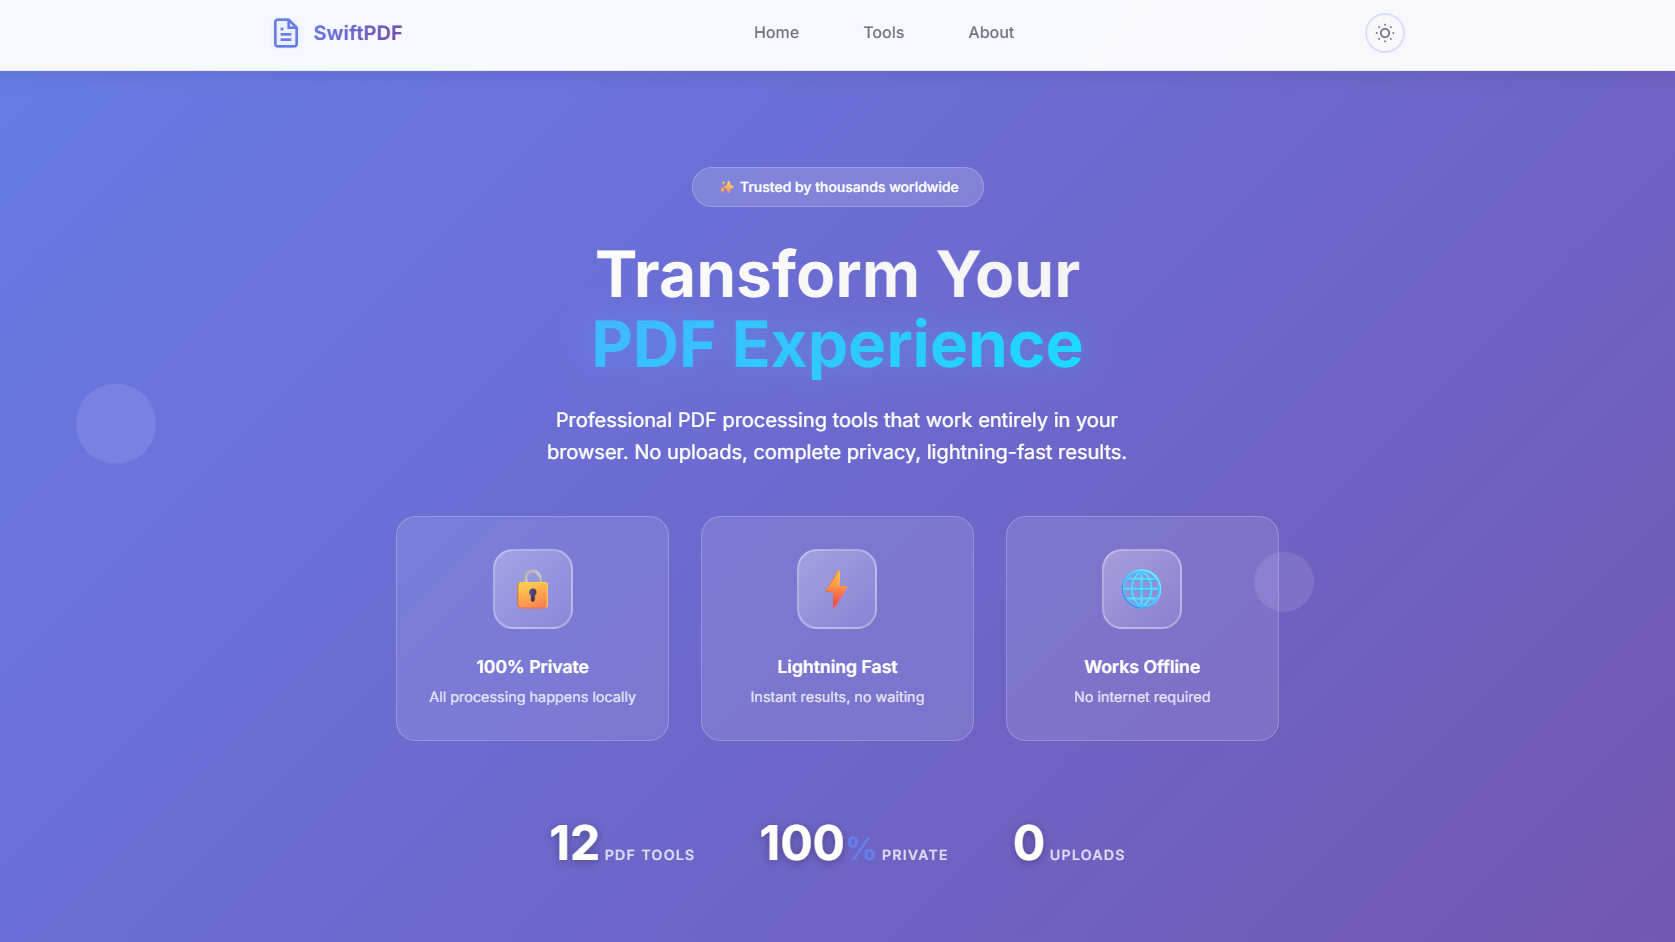 SwiftPDF
Home
Tools
About
✨ Trusted by thousands worldwide
Transform Your
PDF Experience
Professional PDF processing tools that work entirely in your
browser. No uploads, complete privacy, lightning-fast results.
100% Private
All processing happens locally
Lightning Fast
Instant results, no waiting
Works Offline
No internet required
12 PDF TOOLS
100% PRIVATE
0 UPLOADS